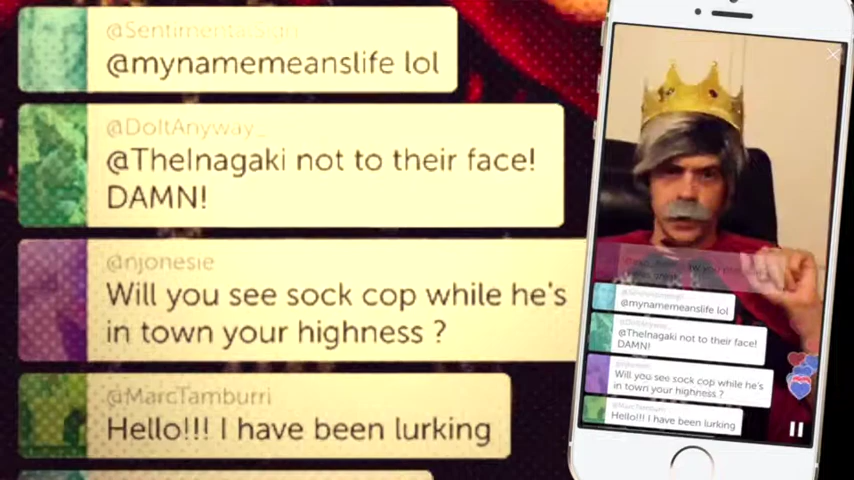 @SentimentalSian
@mynamemeanslife lol
@DoItAnyway_
@TheInagaki not to their face!
DAMN!
@njonesie
Will you see sock cop while he's
in town your highness ?
@MarcTamburri
Hello!!! I have been lurking
@mynamemeanslife lol
@TheInagaki not to their face!
DAMN!
Will you see sock cop while he's
in town your highness ?
@MarcTamburri
Hello!!! I have been lurking